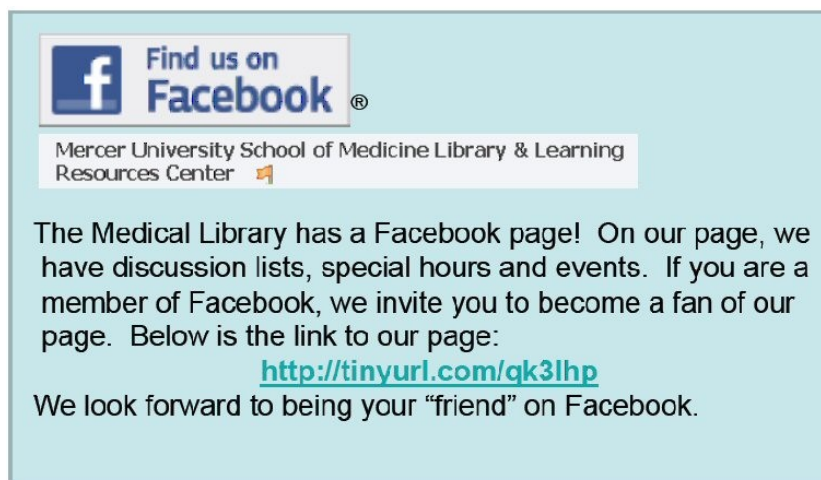 f Find us on
Facebook ®
Mercer University School of Medicine Library & Learning
Resources Center
The Medical Library has a Facebook page! On our page, we
have discussion lists, special hours and events. If you are a
member of Facebook, we invite you to become a fan of our
page. Below is the link to our page:
http://tinyurl.com/qk3lhp
We look forward to being your “friend” on Facebook.